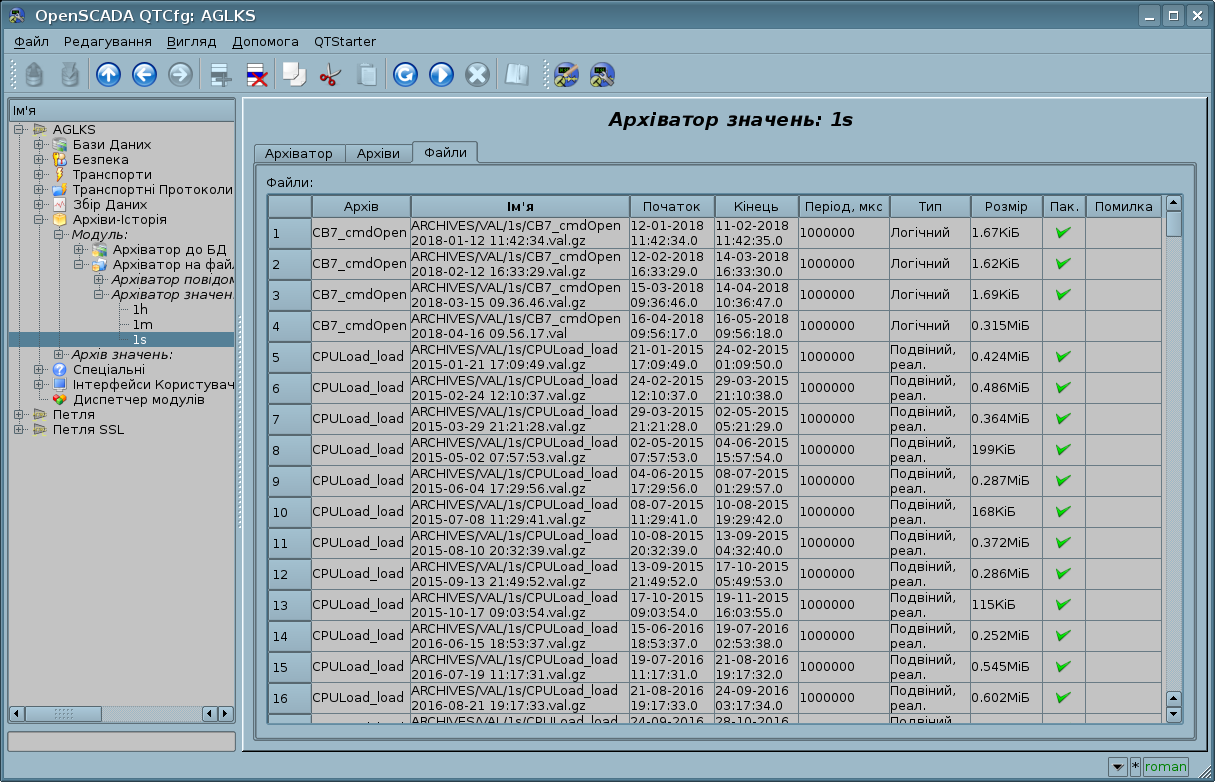 OpenSCADA QTCfg: AGLKS
Файл Редагування Вигляд Допомога QTStarter
Ім'я
AGLKS
Бази Даних
Безпека
Транспорти
Транспортні Протоколи
Збір Даних
Архіви-Історія
Модуль:
Архіватор до БД
Архіватор на фай
Архіватор повідом
Архіватор значен
1h
1m
1s
Архів значень:
Спеціальні
Інтерфейси Користувач
Диспетчер модулів
Петля
Петля SSL
Архіватор значень: 1s
Архіватор Архіви Файли
Файли:
Архів Ім'я Початок Кінець Період, мкс Тип Розмір Пак. Помилка
1 CB7_cmdOpen ARCHIVES/VAL/1s/CB7_cmdOpen 12-01-2018 11-02-2018 1000000 Логічний 1.67КіБ
2018-01-12 11:42:34.val.gz 11:42:34.0 11:42:35.0
2 CB7_cmdOpen ARCHIVES/VAL/1s/CB7_cmdOpen 12-02-2018 14-03-2018 1000000 Логічний 1.62КіБ
2018-02-12 16:33:29.val.gz 16:33:29.0 16:33:30.0
3 CB7_cmdOpen ARCHIVES/VAL/1s/CB7_cmdOpen 15-03-2018 14-04-2018 1000000 Логічний 1.69КіБ
2018-03-15 09.36.46.val.gz 09:36:46.0 10:36:47.0
4 CB7_cmdOpen ARCHIVES/VAL/1s/CB7_cmdOpen 16-04-2018 16-05-2018 1000000 Логічний 0.315МіБ
2018-04-16 09.56.17.val 09:56:17.0 09:56:18.0
5 CPULoad_load ARCHIVES/VAL/1s/CPULoad_load 21-01-2015 24-02-2015 1000000 Подвіний, 0.424МіБ
2015-01-21 17:09:49.val.gz 17:09:49.0 01:09:50.0 реал.
6 CPULoad_load ARCHIVES/VAL/1s/CPULoad_load 24-02-2015 29-03-2015 1000000 Подвіний, 0.486МіБ
2015-02-24 12:10:37.val.gz 12:10:37.0 21:10:38.0 реал.
7 CPULoad_load ARCHIVES/VAL/1s/CPULoad_load 29-03-2015 02-05-2015 1000000 Подвіний, 0.364МіБ
2015-03-29 21:21:28.val.gz 21:21:28.0 05:21:29.0 реал.
8 CPULoad_load ARCHIVES/VAL/1s/CPULoad_load 02-05-2015 04-06-2015 1000000 Подвіний, 199КіБ
2015-05-02 07:57:53.val.gz 07:57:53.0 15:57:54.0 реал.
9 CPULoad_load ARCHIVES/VAL/1s/CPULoad_load 04-06-2015 08-07-2015 1000000 Подвіний, 0.287МіБ
2015-06-04 17:29:56.val.gz 17:29:56.0 01:29:57.0 реал.
10 CPULoad_load ARCHIVES/VAL/1s/CPULoad_load 08-07-2015 10-08-2015 1000000 Подвіний, 168КіБ
2015-07-08 11:29:41.val.gz 11:29:41.0 19:29:42.0 реал.
11 CPULoad_load ARCHIVES/VAL/1s/CPULoad_load 10-08-2015 13-09-2015 1000000 Подвіний, 0.372МіБ
2015-08-10 20:32:39.val.gz 20:32:39.0 04:32:40.0 реал.
12 CPULoad_load ARCHIVES/VAL/1s/CPULoad_load 13-09-2015 17-10-2015 1000000 Подвіний, 0.286МіБ
2015-09-13 21:49:52.val.gz 21:49:52.0 05:49:53.0 реал.
13 CPULoad_load ARCHIVES/VAL/1s/CPULoad_load 17-10-2015 19-11-2015 1000000 Подвіний, 115КіБ
2015-10-17 09:03:54.val.gz 09:03:54.0 16:03:55.0 реал.
14 CPULoad_load ARCHIVES/VAL/1s/CPULoad_load 15-06-2016 19-07-2016 1000000 Подвіний, 0.252МіБ
2016-06-15 18:53:37.val.gz 18:53:37.0 02:53:38.0 реал.
15 CPULoad_load ARCHIVES/VAL/1s/CPULoad_load 19-07-2016 21-08-2016 1000000 Подвіний, 0.545МіБ
2016-07-19 11:17:31.val.gz 11:17:31.0 19:17:32.0 реал.
16 CPULoad_load ARCHIVES/VAL/1s/CPULoad_load 21-08-2016 24-09-2016 1000000 Подвіний, 0.602МіБ
2016-08-21 19:17:33.val.gz 19:17:33.0 03:17:34.0 реал.
ARCHIVES/VAL/1s/CPULoad_load 24-09-2016 28-10-2016 Подвіний,
* roman